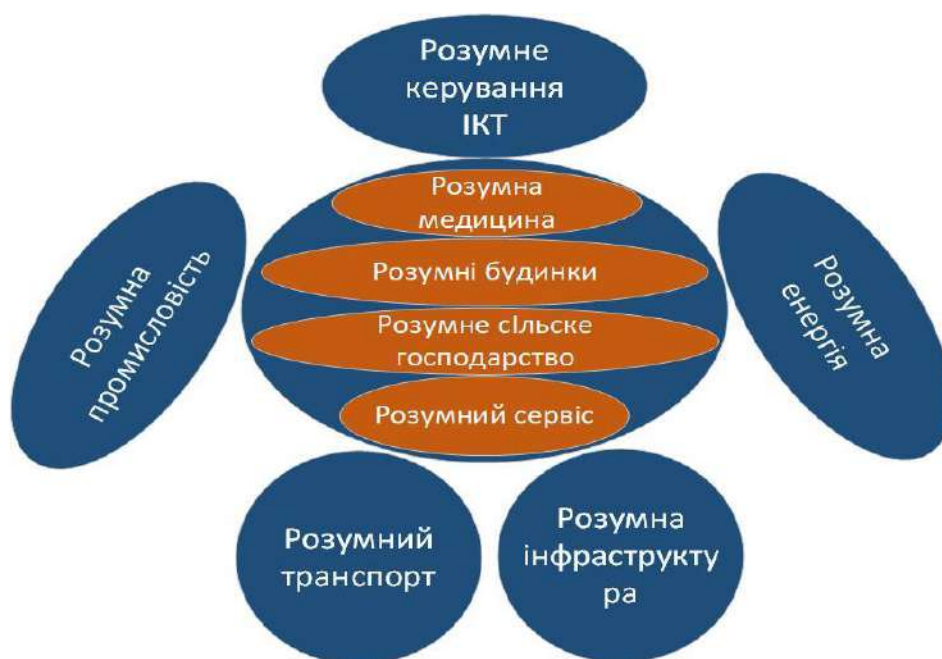 Розумне
керування
ІКТ
Розумна
медицина
Розумні будинки
Розумне сільске
господарство
Розумний сервіс
Розумна
промисловість
Розумна
енергія
Розумний
транспорт
Розумна
інфраструкту
ра